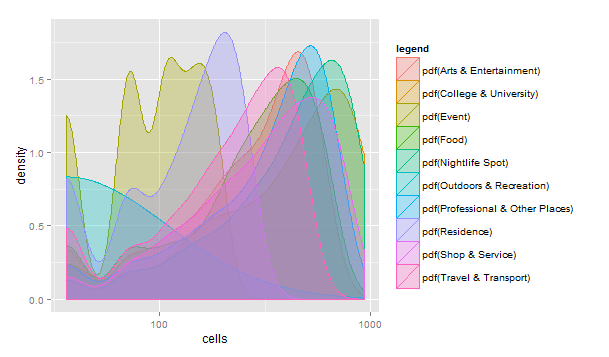 legend
pdf(Arts & Entertainment)
pdf(College & University)
pdf(Event)
pdf(Food)
pdf(Nightlife Spot)
pdf(Outdoors & Recreation)
pdf(Professional & Other Places)
pdf(Residence)
pdf(Shop & Service)
pdf(Travel & Transport)
density
1.5
1.0
0.5
0.0
100
1000
cells